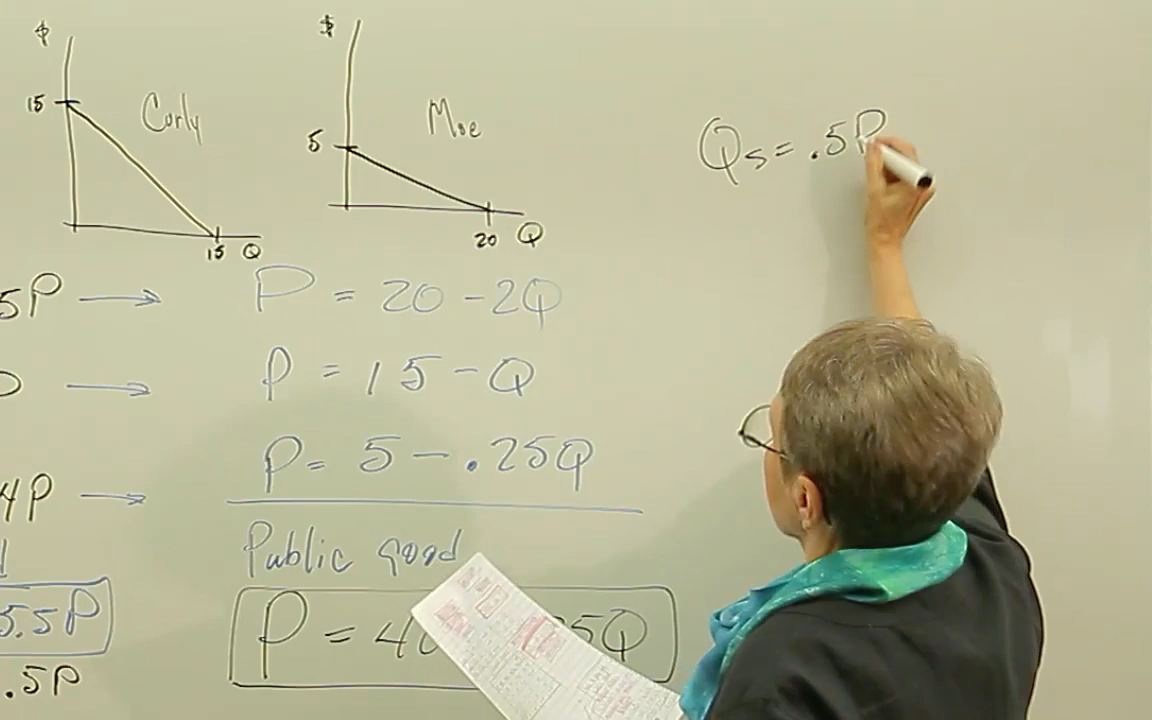 $
15
Curly
15 Q
$
5
Moe
20 Q
Qs = .5P
5P → P = 20 - 2Q
→ P = 15 - Q
4P → P = 5 - .25Q
Public good
5.5P
P = 40 25Q
.5P